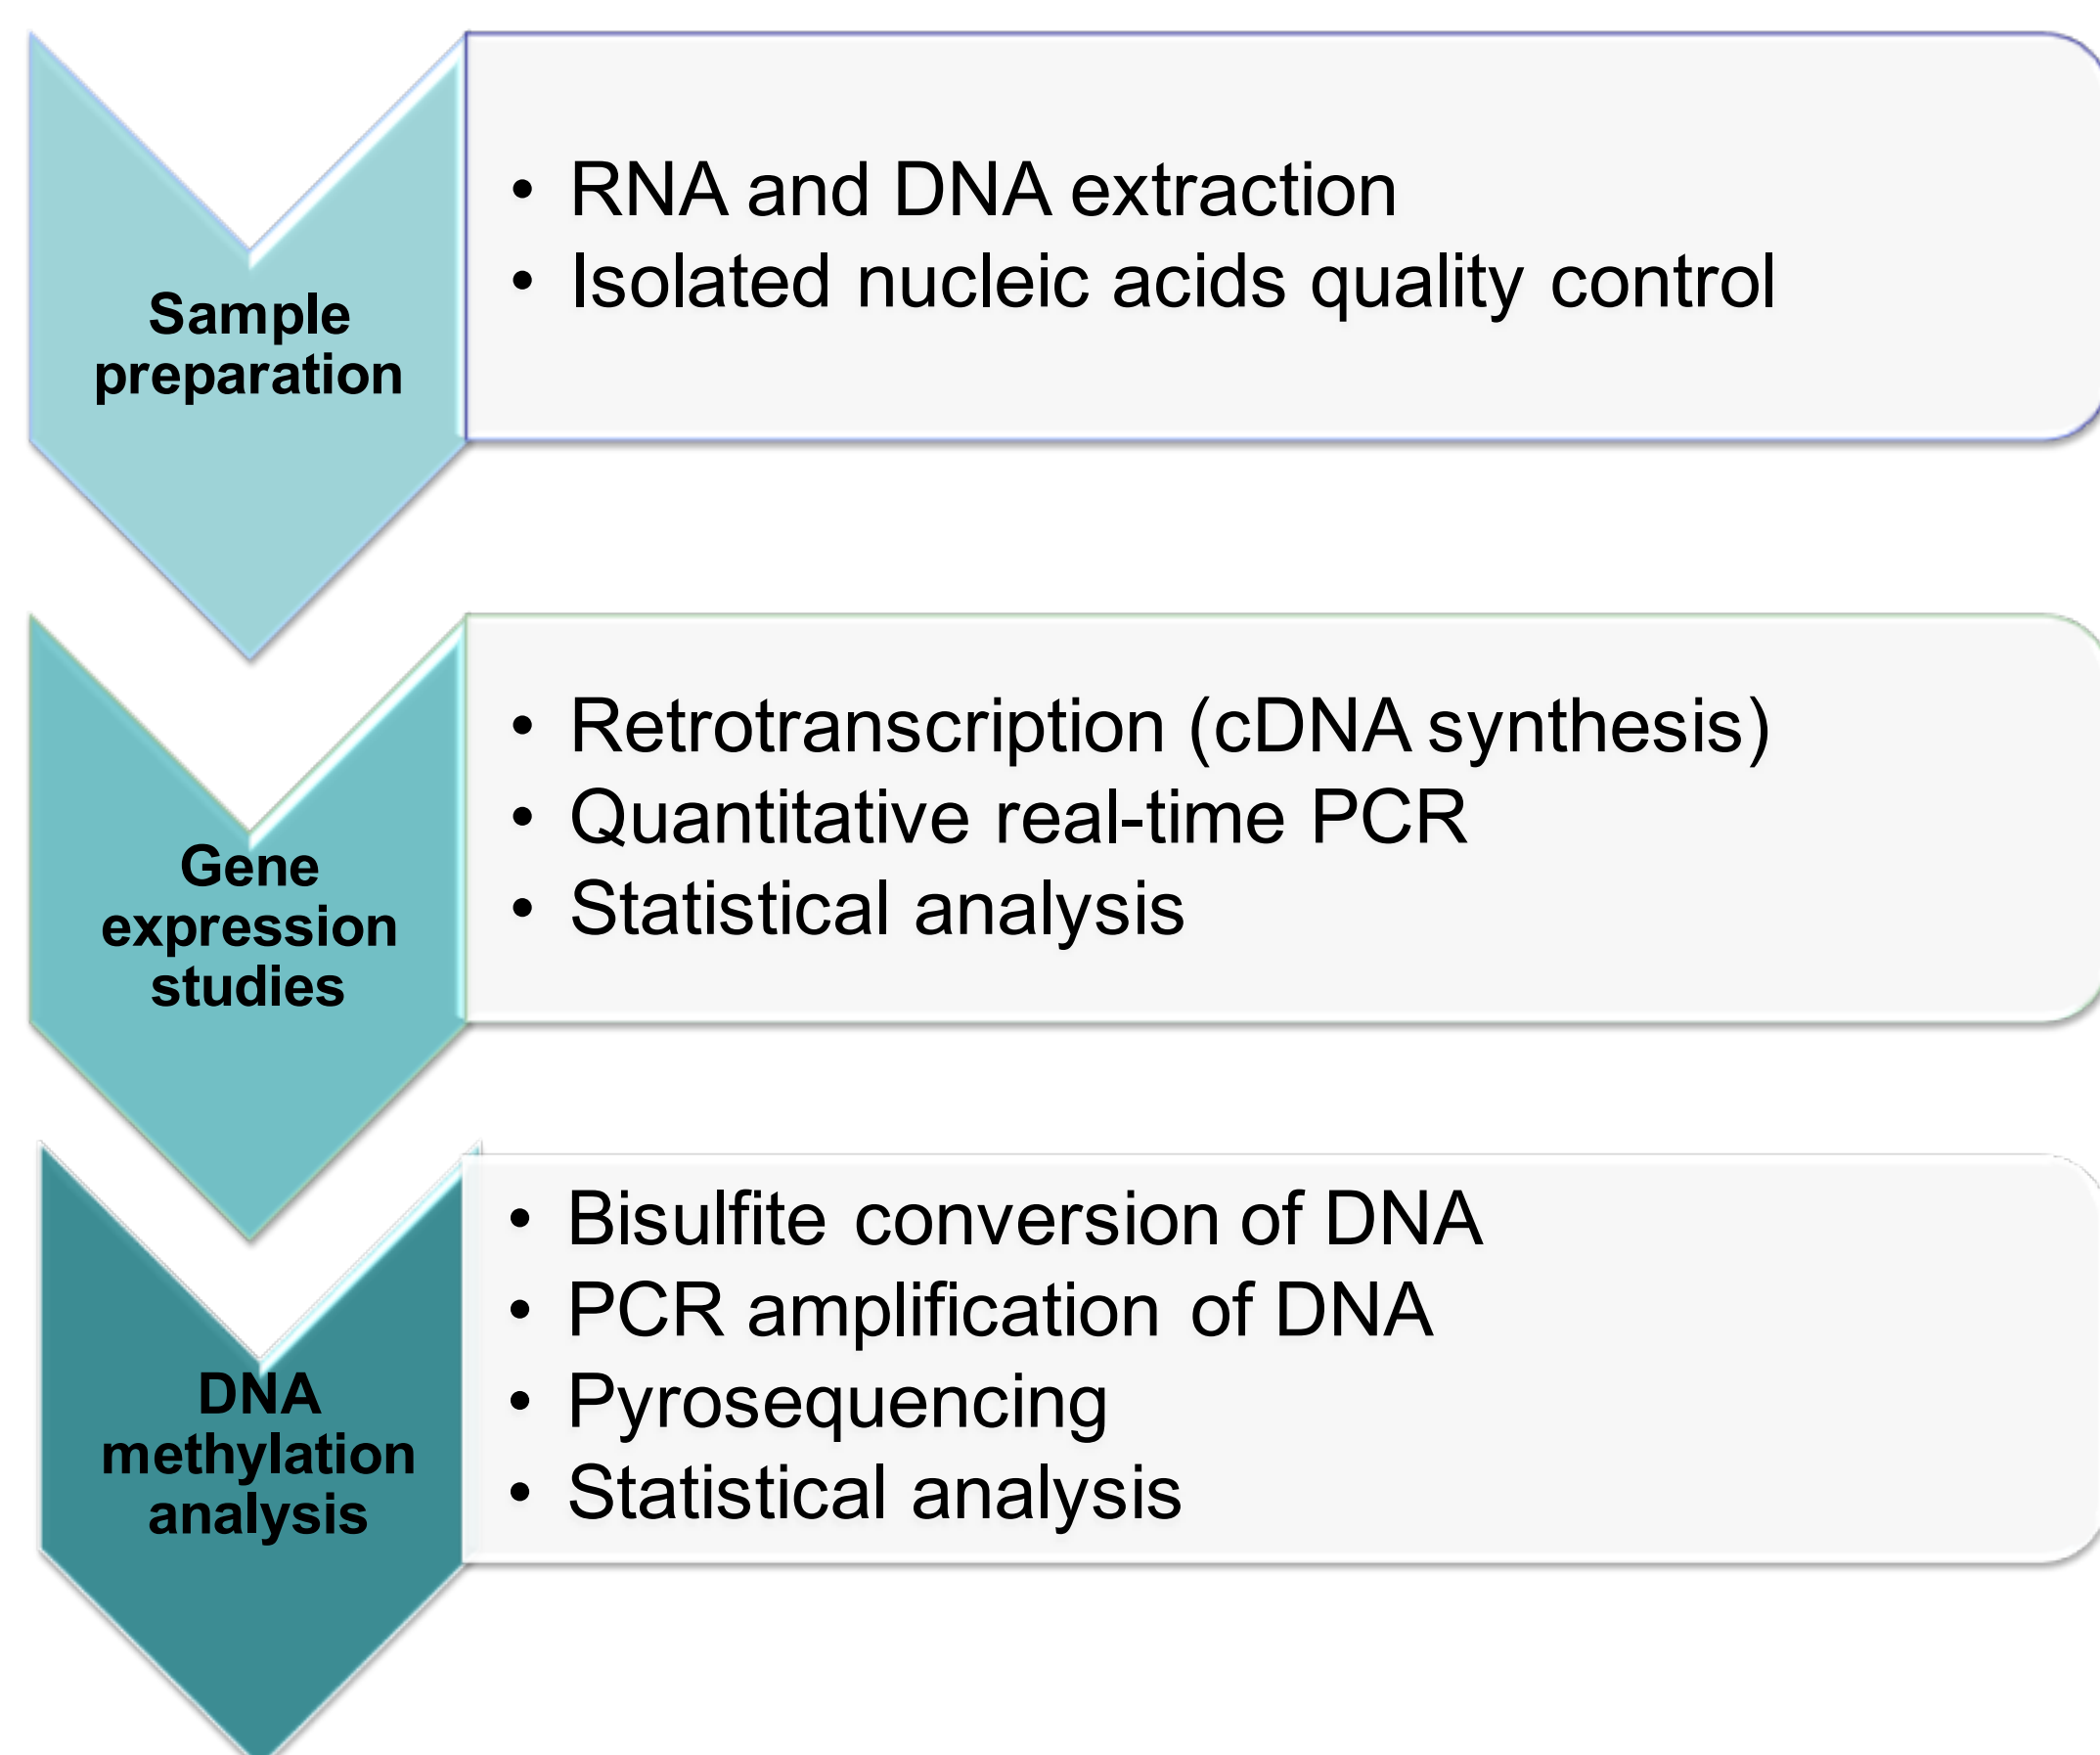 Sample
preparation
• RNA and DNA extraction
• Isolated nucleic acids quality control
Gene
expression
studies
• Retrotranscription (cDNA synthesis)
• Quantitative real-time PCR
• Statistical analysis
DNA
methylation
analysis
• Bisulfite conversion of DNA
• PCR amplification of DNA
• Pyrosequencing
• Statistical analysis